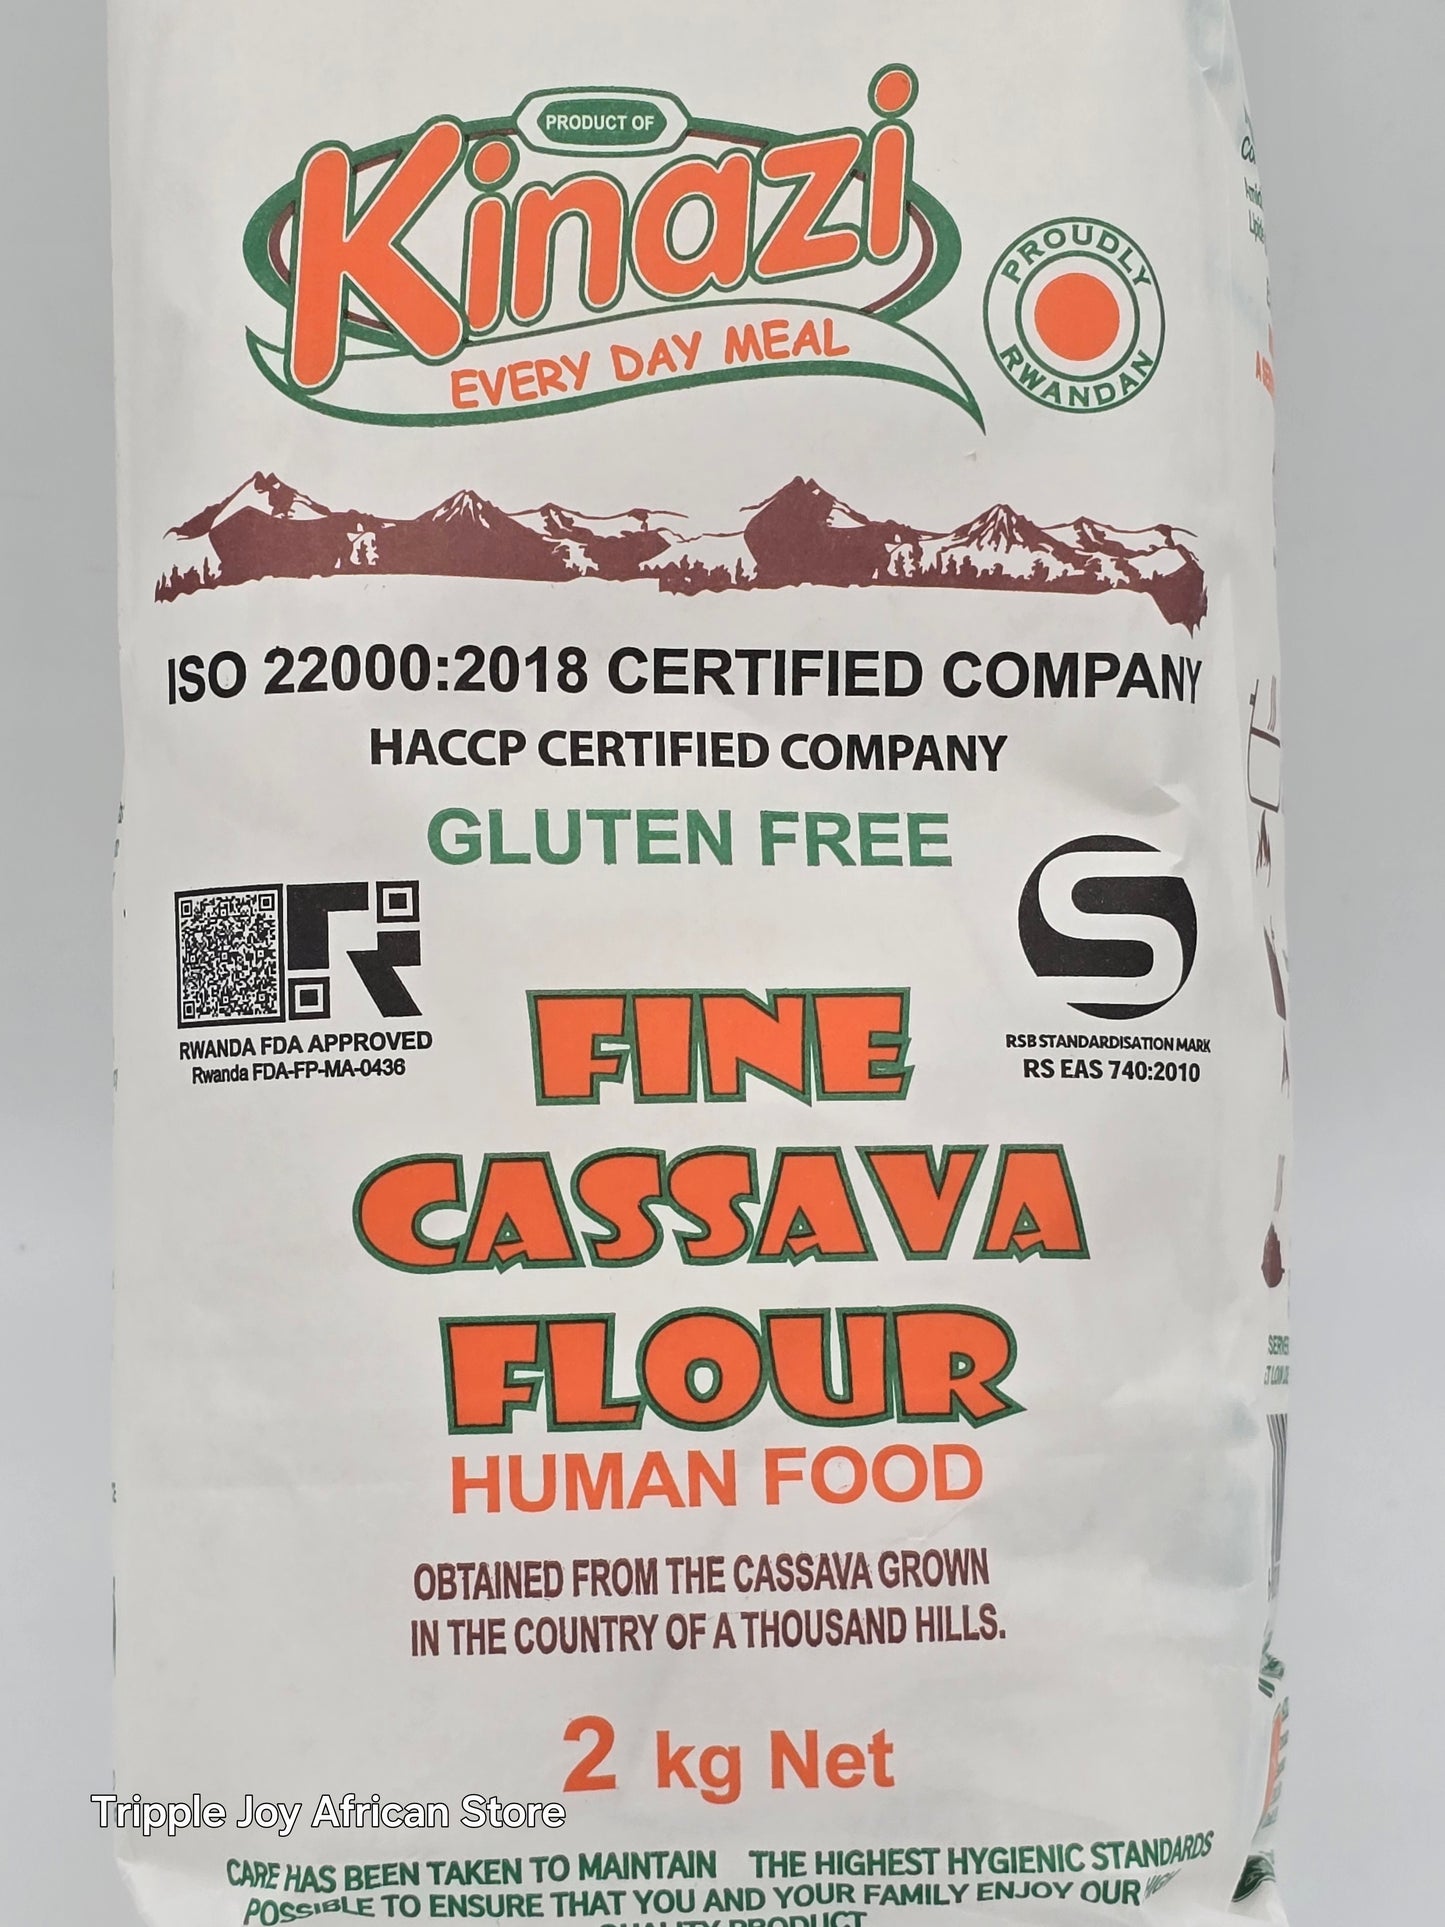 PRODUCT OF
Kinazi
EVERY DAY MEAL
PROUDLY
RWANDAN
ISO 22000:2018 CERTIFIED COMPANY
HACCP CERTIFIED COMPANY
GLUTEN FREE
RWANDA FDA APPROVED
Rwanda FDA-FP-MA-0436
S
RSB STANDARDISATION MARK
RS EAS 740:2010
FINE
CASSAVA
FLOUR
HUMAN FOOD
OBTAINED FROM THE CASSAVA GROWN
IN THE COUNTRY OF A THOUSAND HILLS.
2 kg Net
Tripple Joy African Store
CARE HAS BEEN TAKEN TO MAINTAIN THE HIGHEST HYGIENIC STANDARDS
POSSIBLE TO ENSURE THAT YOU AND YOUR FAMILY ENJOY OUR
QUALITY PRODUCT